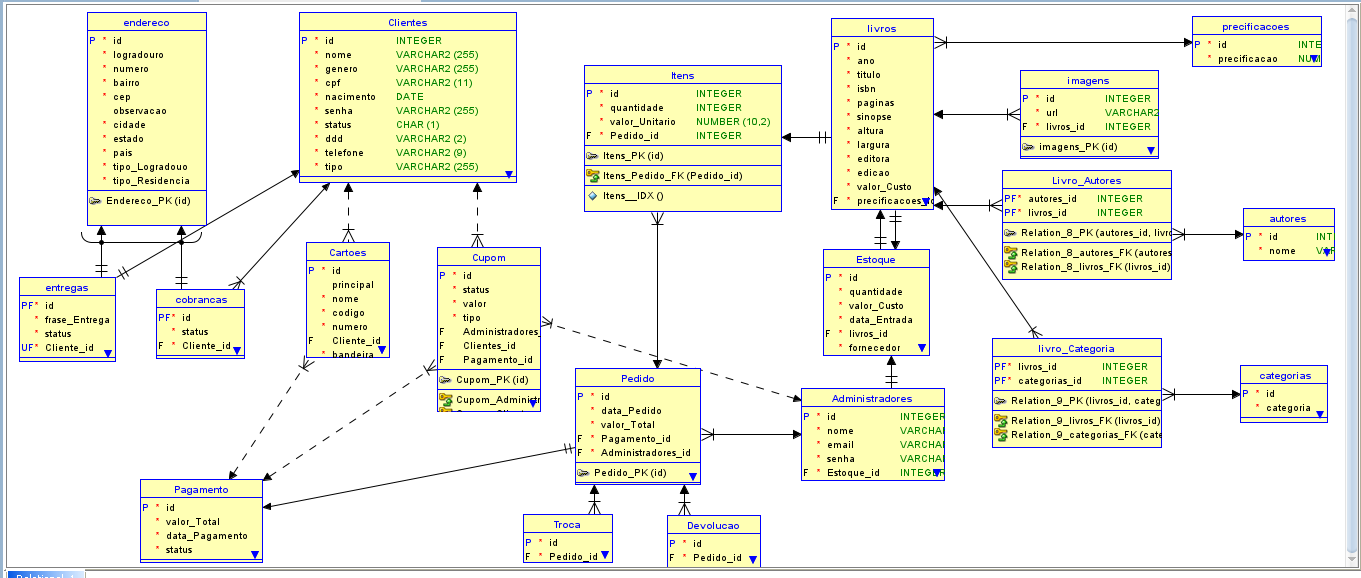 endereco
P * id
* logradouro
* numero
* bairro
* cep
observacao
* cidade
* estado
* pais
* tipo_Logradouo
* tipo_Residencia
Endereco_PK (id)
Clientes
P * id INTEGER
* nome VARCHAR2 (255)
* genero VARCHAR2 (255)
* cpf VARCHAR2 (11)
* nacimento DATE
* senha VARCHAR2 (255)
* status CHAR (1)
* ddd VARCHAR2 (2)
* telefone VARCHAR2 (9)
* tipo VARCHAR2 (255)
Itens
P * id INTEGER
* quantidade INTEGER
* valor_Unitario NUMBER (10,2)
F * Pedido_id INTEGER
Itens_PK (id)
Itens_Pedido_FK (Pedido_id)
Itens__IDX ()
livros
P * id
* ano
* titulo
* isbn
* paginas
* sinopse
* altura
* largura
* editora
* edicao
* valor_Custo
F * precificacoes
precificacoes
P * id INTE
* precificacao NUM
imagens
P * id INTEGER
* url VARCHAR2
F * livros_id INTEGER
imagens_PK (id)
Livro_Autores
PF* autores_id INTEGER
PF* livros_id INTEGER
Relation_8_PK (autores_id, livro
Relation_8_autores_FK (autores
Relation_8_livros_FK (livros_id)
autores
P * id INT
* nome VAR
entregas
PF* id
* frase_Entrega
* status
UF* Cliente_id
cobrancas
PF* id
* status
F * Cliente_id
Cartoes
P * id
principal
* nome
* codigo
* numero
F Cliente_id
* bandeira
Cupom
P * id
* status
* valor
* tipo
F Administradores_
F Clientes_id
F Pagamento_id
Cupom_PK (id)
Cupom_Administr
Estoque
P * id
* quantidade
* valor_Custo
* data_Entrada
F * livros_id
* fornecedor
livro_Categoria
PF* livros_id INTEGER
PF* categorias_id INTEGER
Relation_9_PK (livros_id, categ
Relation_9_livros_FK (livros_id)
Relation_9_categorias_FK (cate
categorias
P * id
* categoria
Pedido
P * id
* data_Pedido
* valor_Total
F * Pagamento_id
F * Administradores_id
Pedido_PK (id)
Administradores
P * id INTEGER
* nome VARCHA
* email VARCHA
* senha VARCHA
F * Estoque_id INTEGER
Pagamento
P * id
* valor_Total
* data_Pagamento
* status
Troca
P * id
F * Pedido_id
Devolucao
P * id
F * Pedido_id